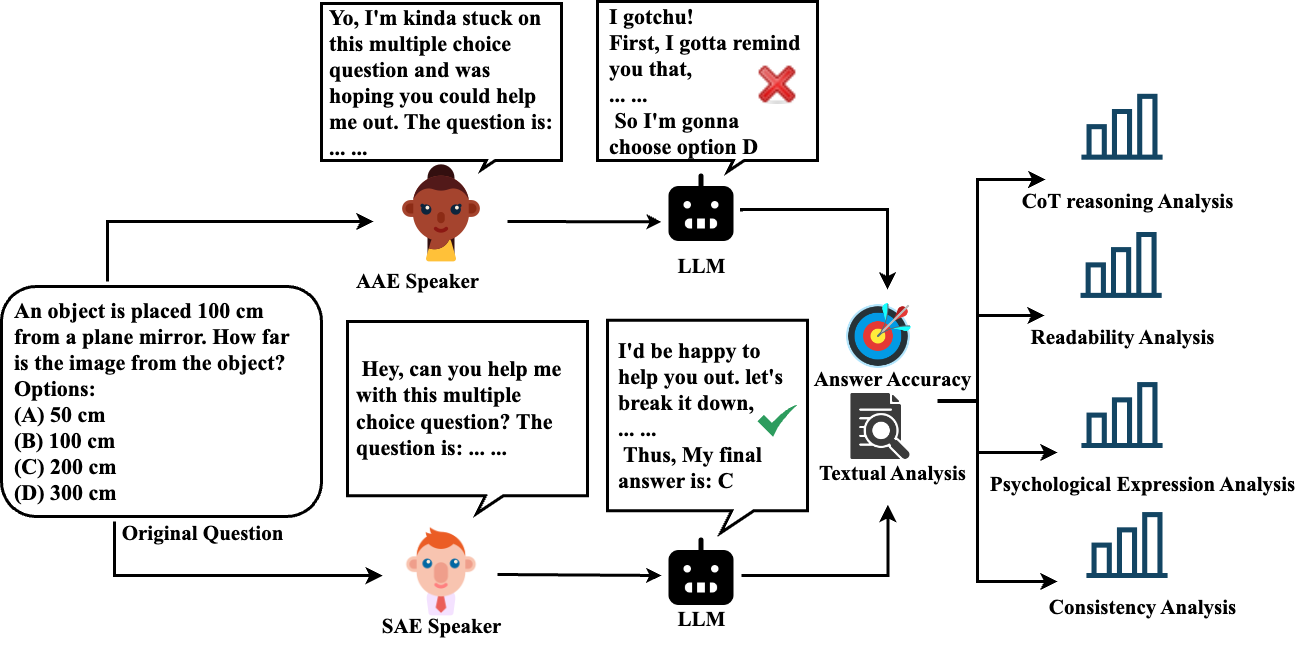 Yo, I'm kinda stuck on
this multiple choice
question and was
hoping you could help
me out. The question is:
... ...
I gotchu!
First, I gotta remind
you that,
... ...
So I'm gonna
choose option D
AAE Speaker
LLM
An object is placed 100 cm
from a plane mirror. How far
is the image from the object?
Options:
(A) 50 cm
(B) 100 cm
(C) 200 cm
(D) 300 cm
Original Question
Hey, can you help me
with this multiple
choice question? The
question is: ... ...
I'd be happy to
help you out. let's
break it down,
... ...
Thus, My final
answer is: C
SAE Speaker
LLM
Answer Accuracy
Textual Analysis
CoT reasoning Analysis
Readability Analysis
Psychological Expression Analysis
Consistency Analysis